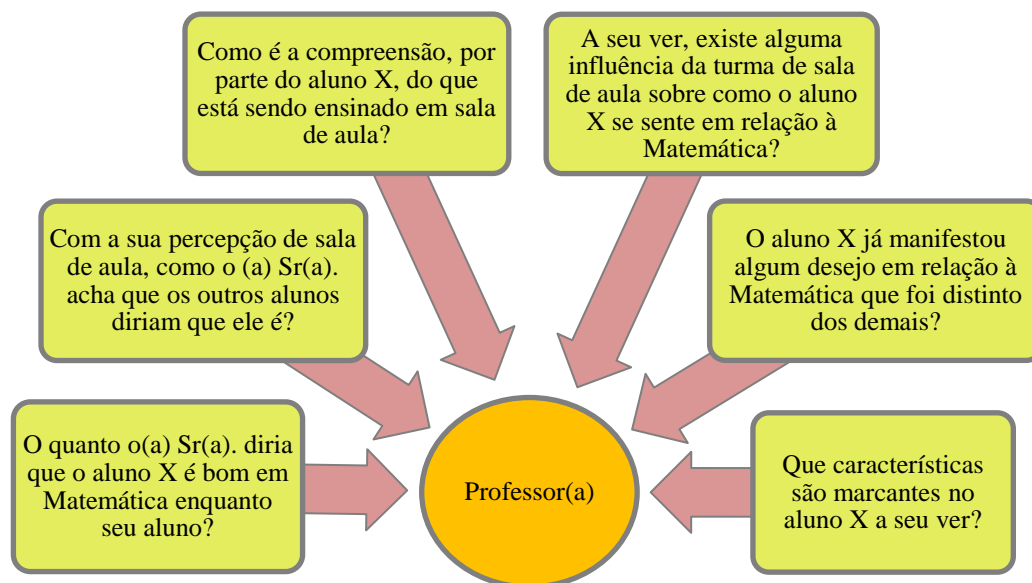 Como é a compreensão, por
parte do aluno X, do que
está sendo ensinado em sala
de aula?
A seu ver, existe alguma
influência da turma de sala
de aula sobre como o aluno
X se sente em relação à
Matemática?
Com a sua percepção de sala
de aula, como o (a) Sr(a).
acha que os outros alunos
diriam que ele é?
O aluno X já manifestou
algum desejo em relação à
Matemática que foi distinto
dos demais?
O quanto o(a) Sr(a). diria
que o aluno X é bom em
Matemática enquanto
seu aluno?
Professor(a)
Que características
são marcantes no
aluno X a seu ver?